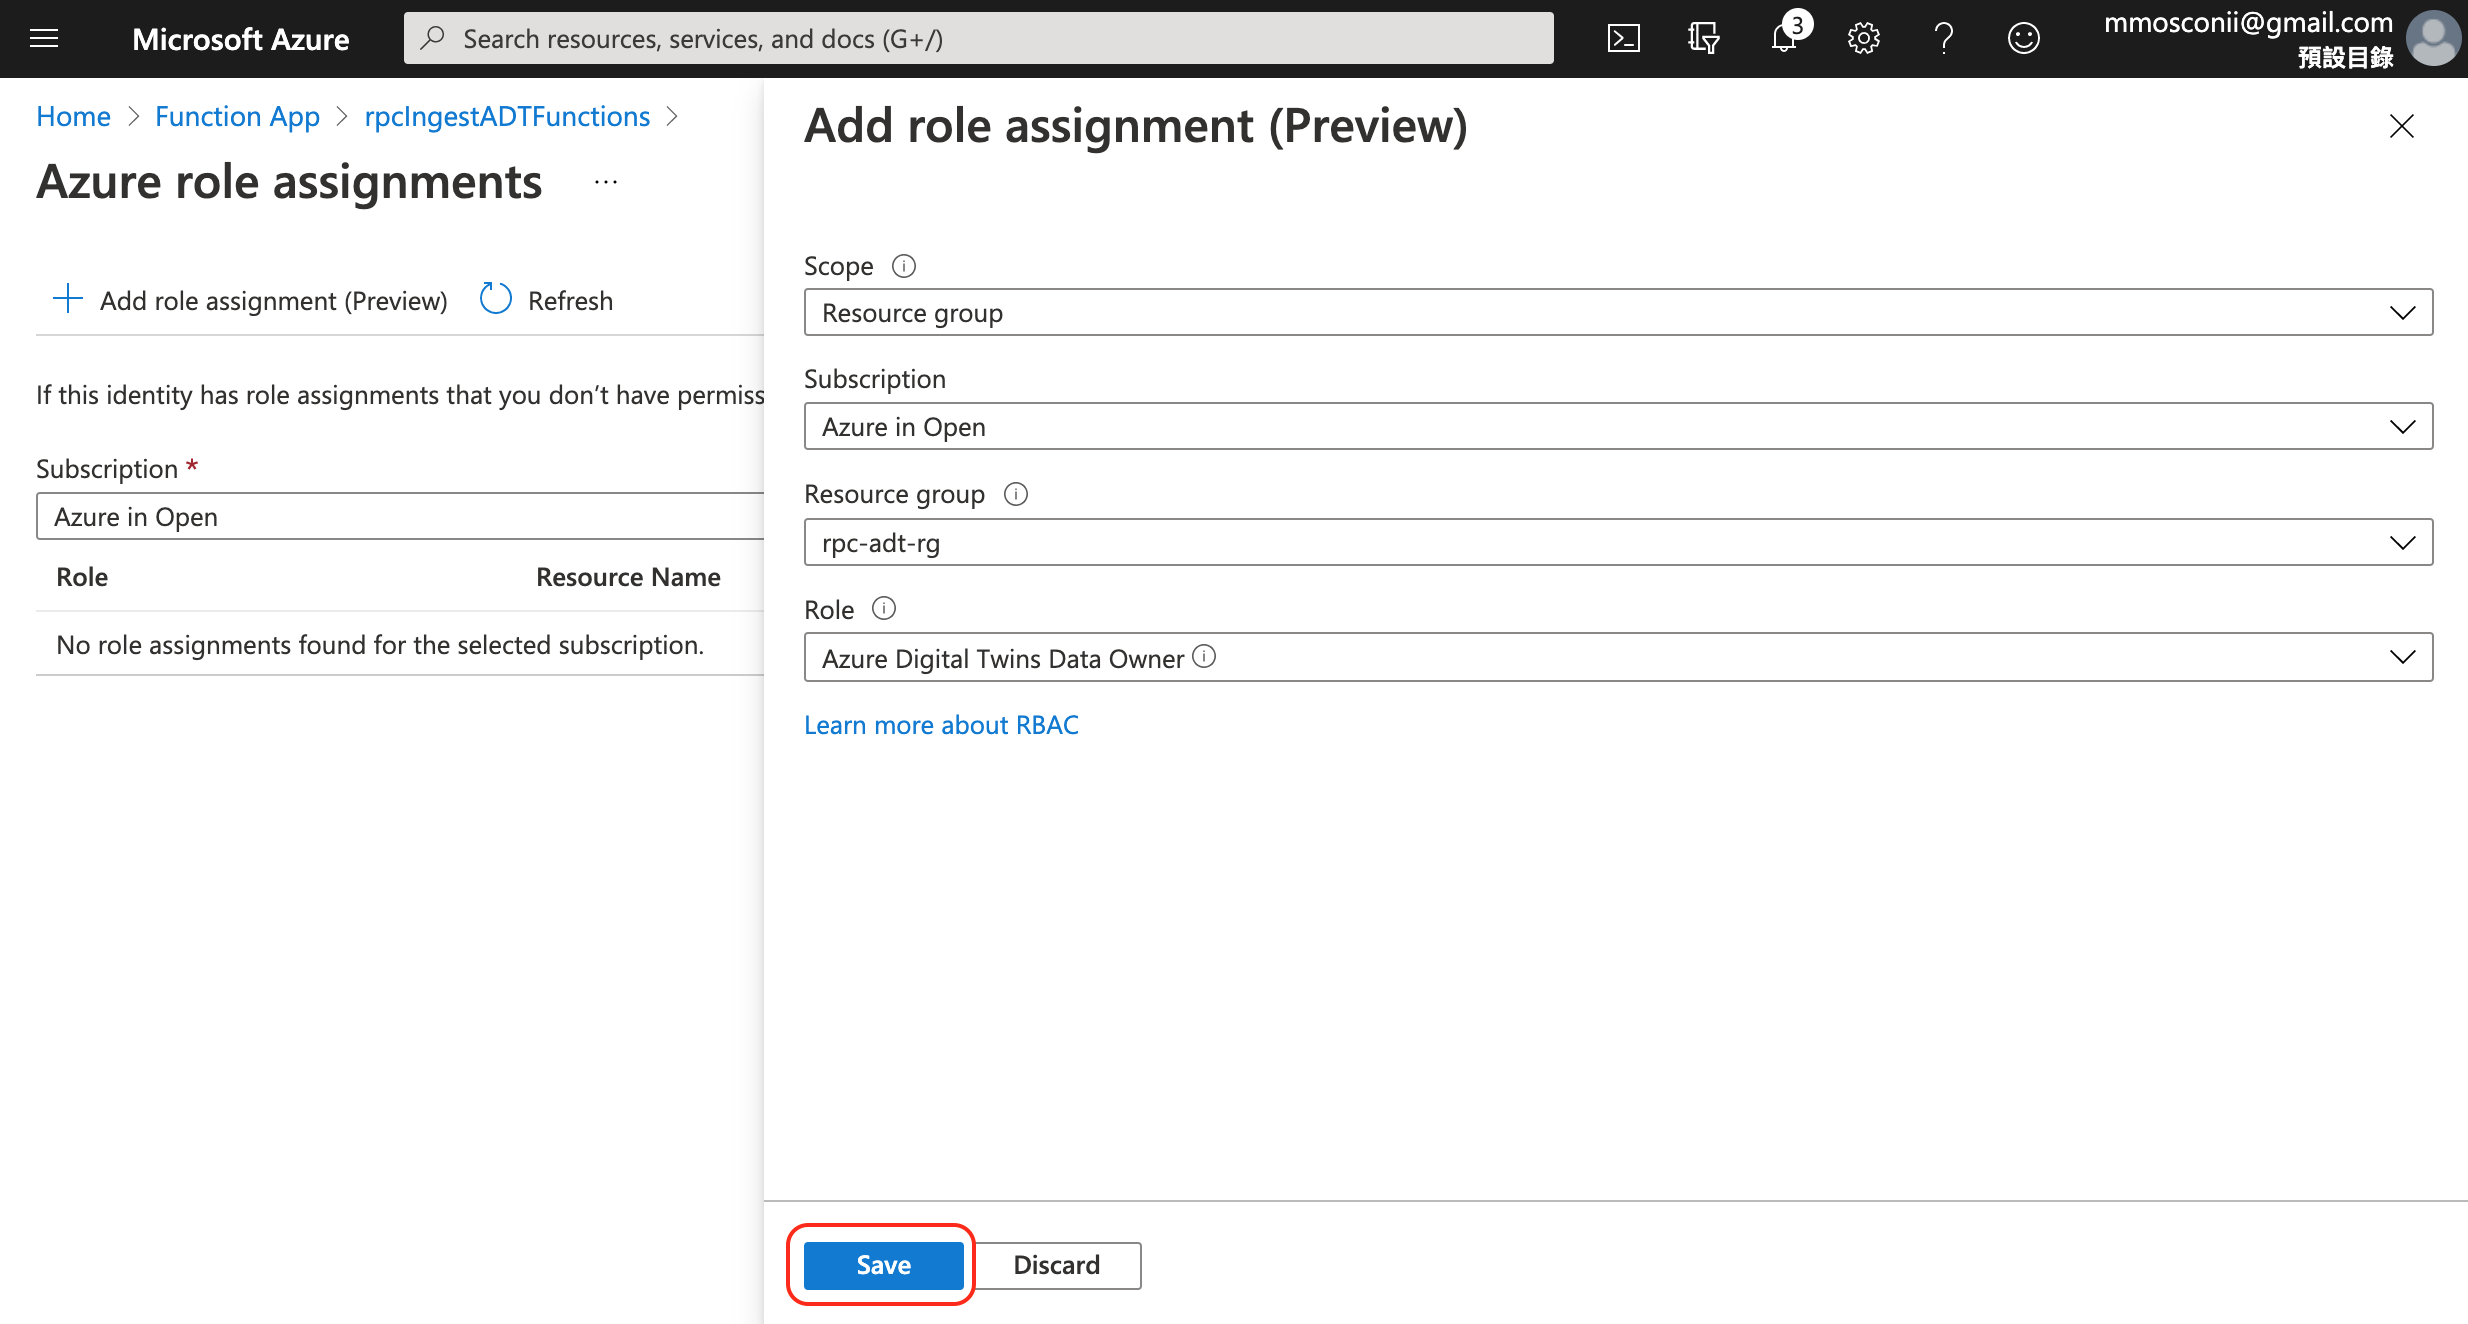 Microsoft Azure
Search resources, services, and docs (G+/)
3
mmosconii@gmail.com
預設目錄
Home > Function App > rpcIngestADTFunctions >
Azure role assignments ...
Add role assignment (Preview) Refresh
If this identity has role assignments that you don’t have permiss
Subscription *
Azure in Open
Role Resource Name
No role assignments found for the selected subscription.
Add role assignment (Preview)
Scope
Resource group
Subscription
Azure in Open
Resource group
rpc-adt-rg
Role
Azure Digital Twins Data Owner
Learn more about RBAC
Save Discard